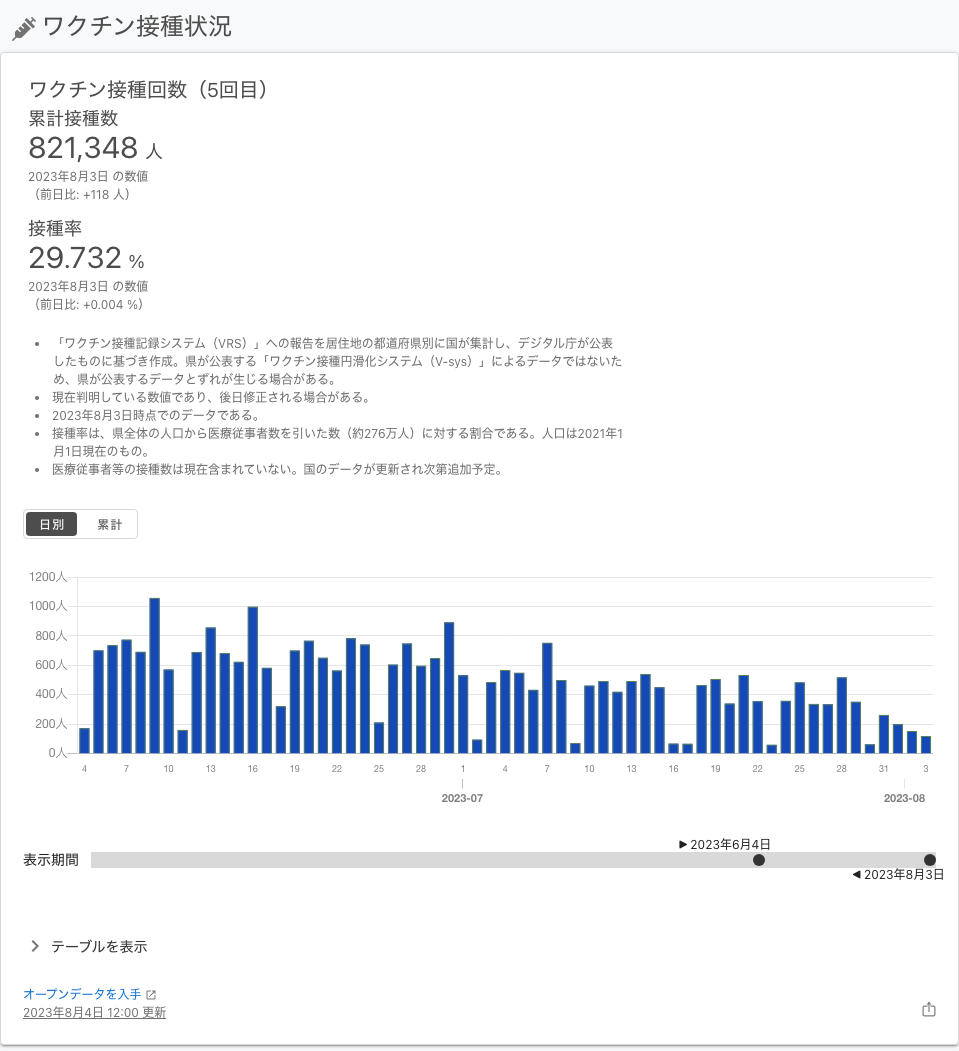 ワクチン接種状況
ワクチン接種回数（5回目）
累計接種数
821,348 人
2023年8月3日 の数値
（前日比: +118 人）
接種率
29.732 %
2023年8月3日 の数値
（前日比: +0.004 %）
• 「ワクチン接種記録システム（VRS）」への報告を居住地の都道府県別に国が集計し、デジタル庁が公表
したものに基づき作成。県が公表する「ワクチン接種円滑化システム（V-sys）」によるデータではないた
め、県が公表するデータとずれが生じる場合がある。
• 現在判明している数値であり、後日修正される場合がある。
• 2023年8月3日時点でのデータである。
• 接種率は、県全体の人口から医療従事者数を引いた数（約276万人）に対する割合である。人口は2021年1
月1日現在のもの。
• 医療従事者等の接種数は現在含まれていない。国のデータが更新され次第追加予定。
日別 累計
1200人
1000人
800人
600人
400人
200人
0人
4 7 10 13 16 19 22 25 28 1 4 7 10 13 16 19 22 25 28 31 3
2023-07 2023-08
▶ 2023年6月4日
表示期間
◀ 2023年8月3日
テーブルを表示
オープンデータを入手
2023年8月4日 12:00 更新